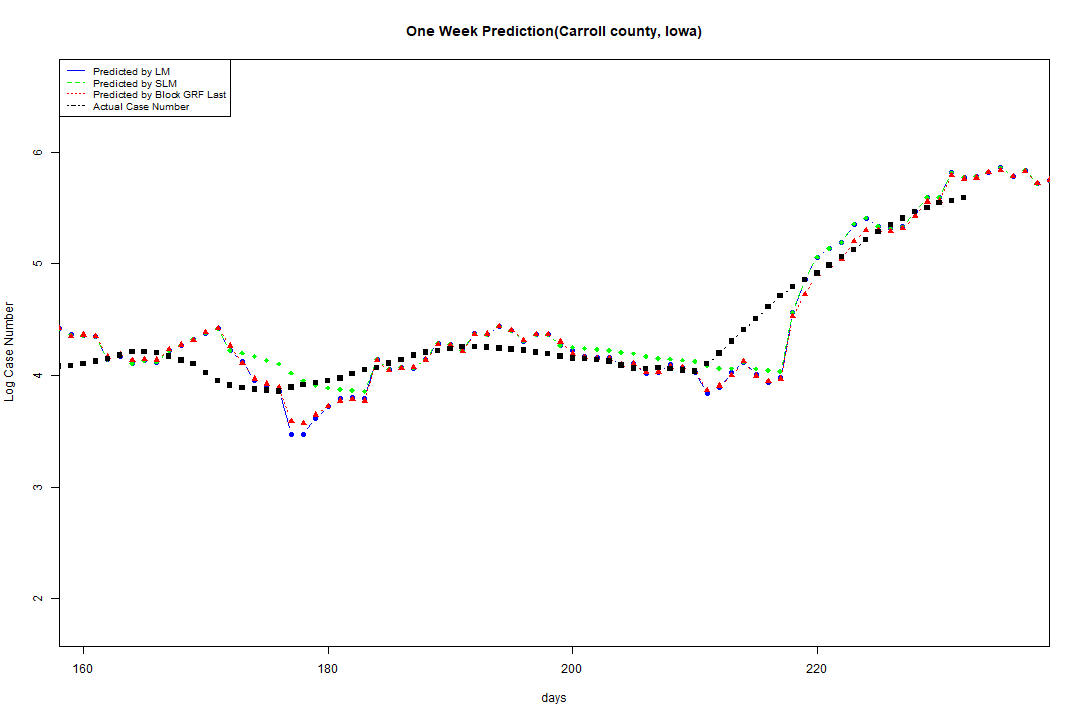 One Week Prediction(Carroll county, Iowa)
Predicted by LM
Predicted by SLM
Predicted by Block GRF Last
Actual Case Number
Log Case Number
6
5
4
3
2
160 180 200 220
days